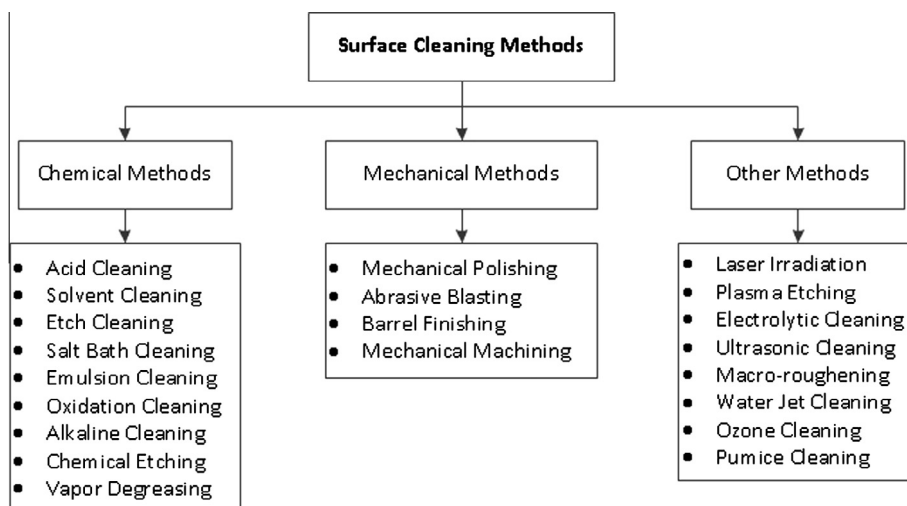 Surface Cleaning Methods
Chemical Methods
Mechanical Methods
Other Methods
• Acid Cleaning
• Solvent Cleaning
• Etch Cleaning
• Salt Bath Cleaning
• Emulsion Cleaning
• Oxidation Cleaning
• Alkaline Cleaning
• Chemical Etching
• Vapor Degreasing
• Mechanical Polishing
• Abrasive Blasting
• Barrel Finishing
• Mechanical Machining
• Laser Irradiation
• Plasma Etching
• Electrolytic Cleaning
• Ultrasonic Cleaning
• Macro-roughening
• Water Jet Cleaning
• Ozone Cleaning
• Pumice Cleaning